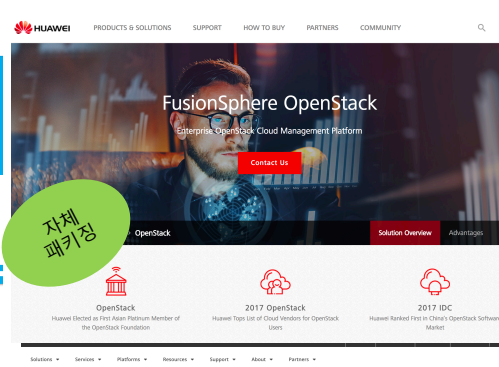 HUAWEI
PRODUCTS & SOLUTIONS SUPPORT HOW TO BUY PARTNERS COMMUNITY
FusionSphere OpenStack
Enterprise OpenStack Cloud Management Platform
Contact Us
자체
패키징
OpenStack
Solution Overview Advantages
OpenStack
Huawei Elected as First Asian Platinum Member of
the OpenStack Foundation
2017 OpenStack
Huawei Tops List of Cloud Vendors for OpenStack
Users
2017 IDC
Huawei Ranked First in China's OpenStack Software
Market
Solutions Services Platforms Resources Support About Partners